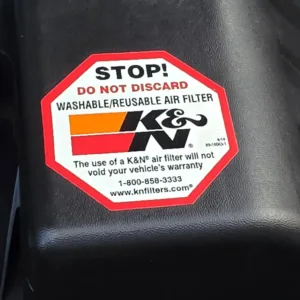 STOP!
DO NOT DISCARD
WASHABLE/REUSABLE AIR FILTER
K&N®
The use of a K&N® air filter will not
void your vehicle's warranty
1-800-858-3333
www.knfilters.com®